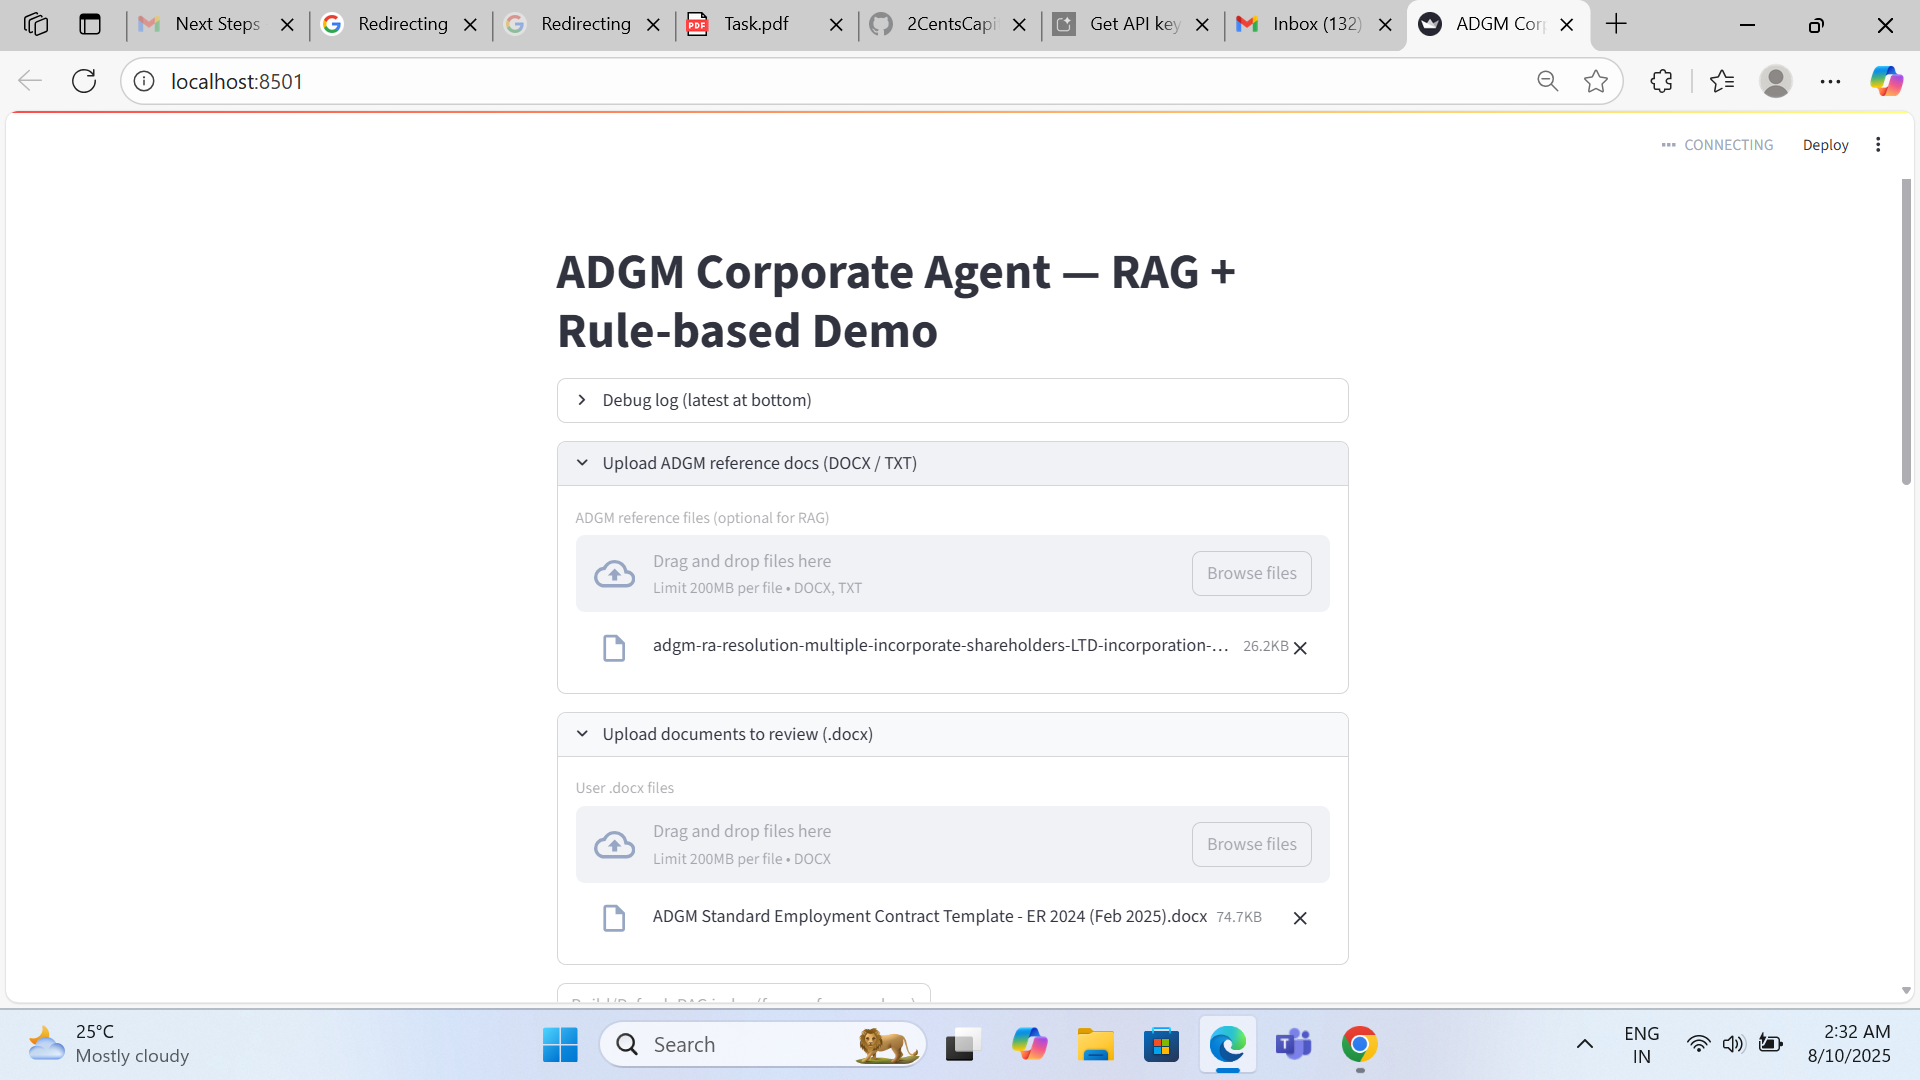 Next Steps
Redirecting
Redirecting
Task.pdf
2CentsCapi
Get API key
Inbox (132)
ADGM Cor
localhost:8501
CONNECTING
Deploy
ADGM Corporate Agent — RAG +
Rule-based Demo
Debug log (latest at bottom)
Upload ADGM reference docs (DOCX / TXT)
ADGM reference files (optional for RAG)
Drag and drop files here
Limit 200MB per file • DOCX, TXT
Browse files
adgm-ra-resolution-multiple-incorporate-shareholders-LTD-incorporation-... 26.2KB
Upload documents to review (.docx)
User .docx files
Drag and drop files here
Limit 200MB per file • DOCX
Browse files
ADGM Standard Employment Contract Template - ER 2024 (Feb 2025).docx 74.7KB
25°C
Mostly cloudy
Search
ENG
IN
2:32 AM
8/10/2025